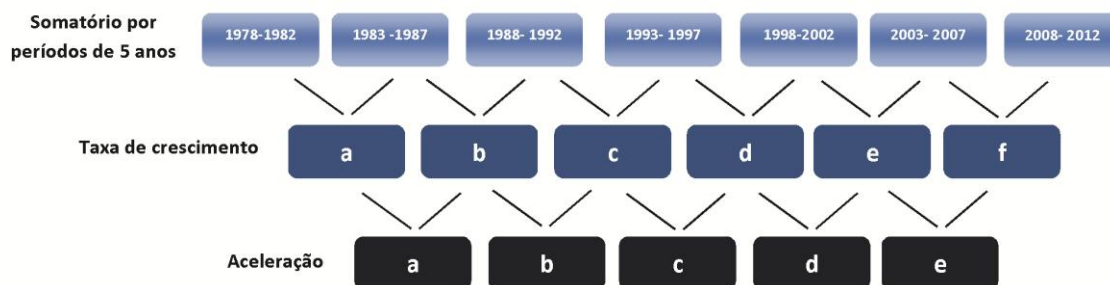 Somatório por
períodos de 5 anos
1978-1982
1983 -1987
1988- 1992
1993- 1997
1998-2002
2003- 2007
2008- 2012
Taxa de crescimento
a
b
c
d
e
f
Aceleração
a
b
c
d
e